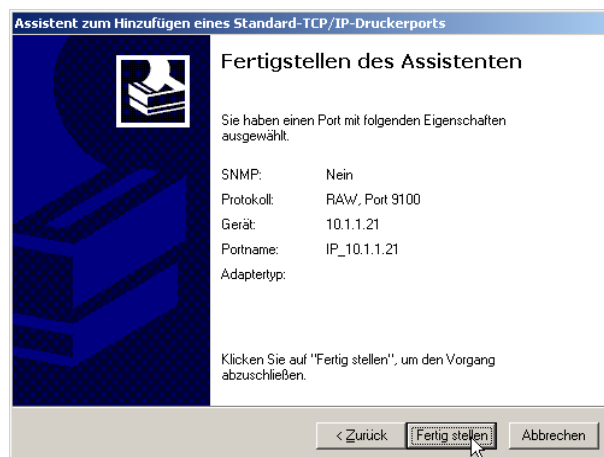 Assistent zum Hinzufügen eines Standard-TCP/IP-Druckerports
Fertigstellen des Assistenten
Sie haben einen Port mit folgenden Eigenschaften
ausgewählt.
SNMP: Nein
Protokoll: RAW, Port 9100
Gerät: 10.1.1.21
Portname: IP_10.1.1.21
Adaptertyp:
Klicken Sie auf "Fertig stellen", um den Vorgang
abzuschließen.
< Zurück Fertig stellen Abbrechen